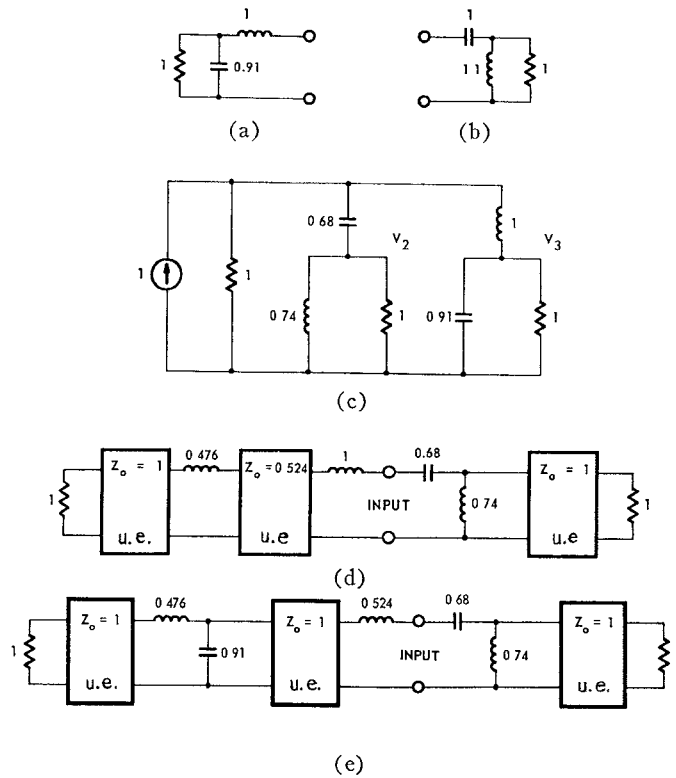 1
1
0.91
(a)
1
1 1
1
(b)
1
1
0 68
V2
0 74
1
1
V3
0 91
1
(c)
1
Zo = 1
u.e.
0 476
Zo = 0 524
u.e
1
INPUT
0.68
0 74
Zo = 1
u.e
1
(d)
1
Zo = 1
u.e.
0 476
0 91
Zo = 1
u.e.
0 524
INPUT
0 68
0 74
Zo = 1
u.e.
(e)